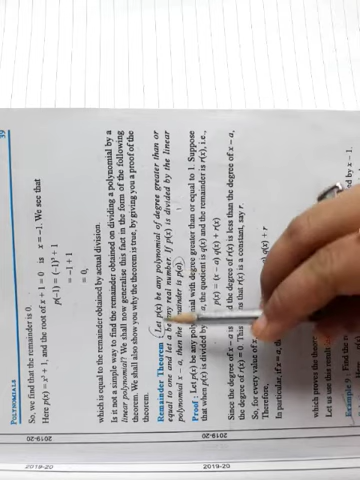 POLYNOMIALS 39
So, we find that the remainder is 0.
Here p(x) = x³ + 1, and the root of x + 1 = 0 is x = –1. We see that
p(–1) = (–1)³ + 1
= –1 + 1
= 0,
which is equal to the remainder obtained by actual division.
Is it not a simple way to find the remainder obtained on dividing a polynomial by a
linear polynomial? We shall now generalise this fact in the form of the following
theorem. We shall also show you why the theorem is true, by giving you a proof of the
theorem.
Remainder Theorem : Let p(x) be any polynomial of degree greater than or
equal to one and let a be any real number. If p(x) is divided by the linear
polynomial x – a, then the remainder is p(a).
Proof : Let p(x) be any polynomial with degree greater than or equal to 1. Suppose
that when p(x) is divided by a, the quotient is q(x) and the remainder is r(x), i.e.,
p(x) = (x – a) q(x) + r(x)
Since the degree of x – a is and the degree of r(x) is less than the degree of x – a,
the degree of r(x) = 0. This ns that r(x) is a constant, say r.
So, for every value of x,
Therefore, q(x) + r
In particular, if x = a, q(a) + r
which proves the theor
Let us use this result
Example 9 : Find the re d by x – 1.
2019-20
2019-20
2019-20
2019-20